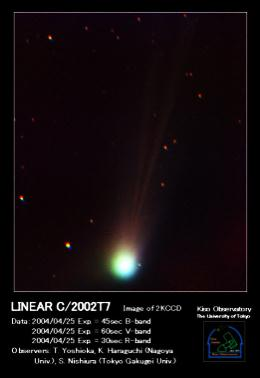 LINEAR C/2002T7 Image of 2KCCD
Kiso Observatory
The University of Tokyo
Data: 2004/04/25 Exp. = 45sec B-band
2004/04/25 Exp. = 60sec V-band
2004/04/25 Exp. = 30sec R-band
Observers: T. Yoshioka, K. Haraguchi (Nagoya
Univ.), S. Nishiura (Tokyo Gakugei Univ.)